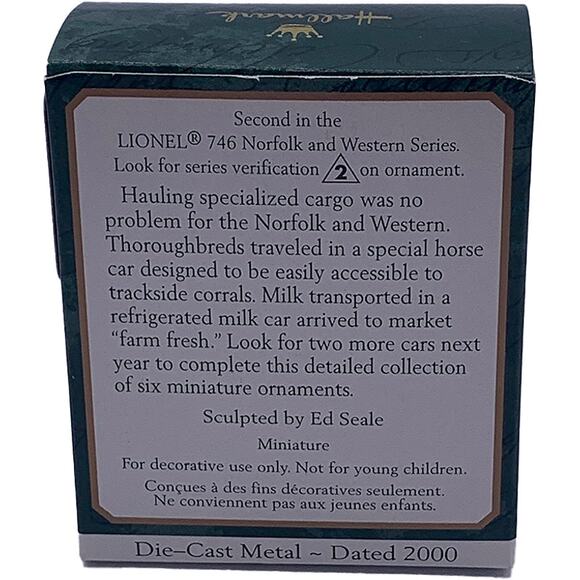 Hallmark
Second in the
LIONEL® 746 Norfolk and Western Series.
Look for series verification 2 on ornament.
Hauling specialized cargo was no
problem for the Norfolk and Western.
Thoroughbreds traveled in a special horse
car designed to be easily accessible to
trackside corrals. Milk transported in a
refrigerated milk car arrived to market
“farm fresh.” Look for two more cars next
year to complete this detailed collection
of six miniature ornaments.
Sculpted by Ed Seale
Miniature
For decorative use only. Not for young children.
Conçues à des fins décoratives seulement.
Ne conviennent pas aux jeunes enfants.
Die–Cast Metal ~ Dated 2000